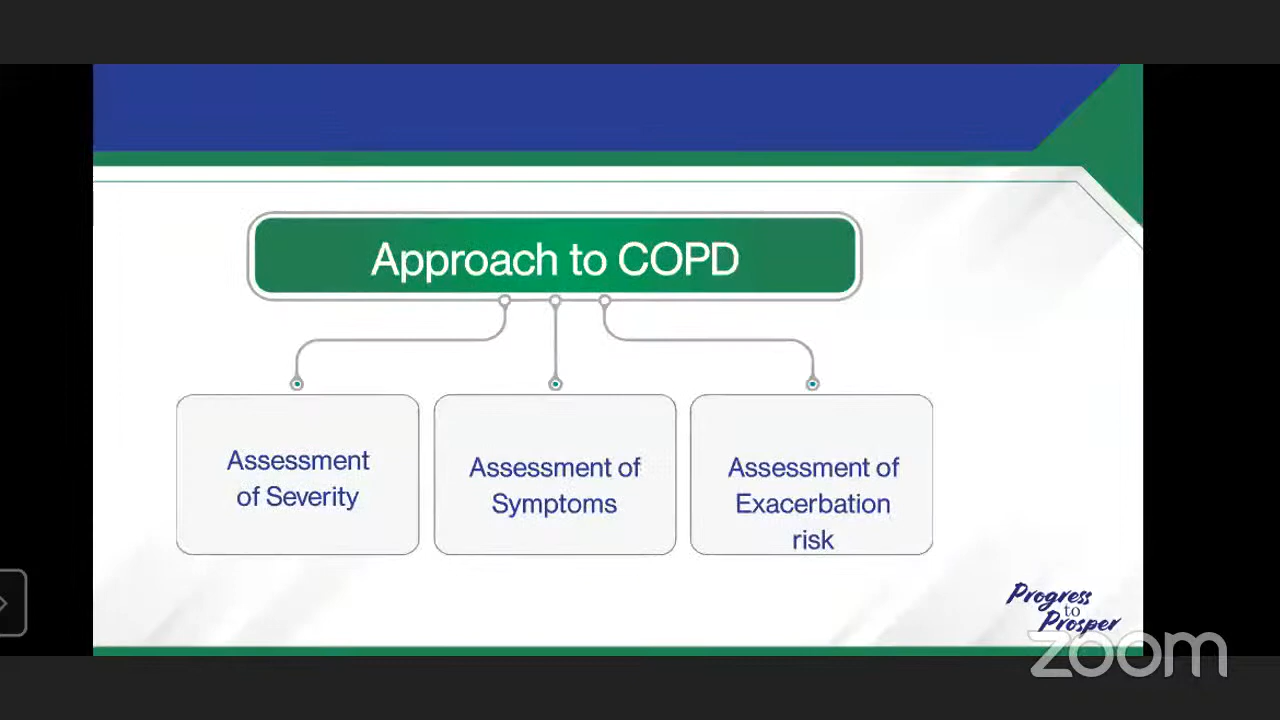 Approach to COPD
Assessment
of Severity
Assessment of
Symptoms
Assessment of
Exacerbation
risk
Progress
to
Prosper
zoom